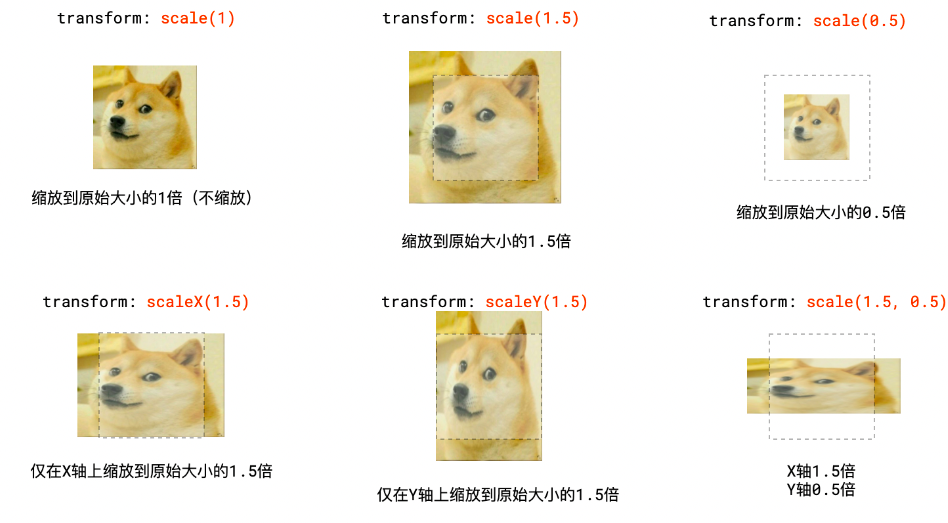 transform: scale(1)
transform: scale(1.5)
transform: scale(0.5)
缩放到原始大小的1倍（不缩放）
缩放到原始大小的1.5倍
缩放到原始大小的0.5倍
transform: scaleX(1.5)
transform: scaleY(1.5)
transform: scale(1.5, 0.5)
仅在X轴上缩放到原始大小的1.5倍
仅在Y轴上缩放到原始大小的1.5倍
X轴1.5倍
Y轴0.5倍